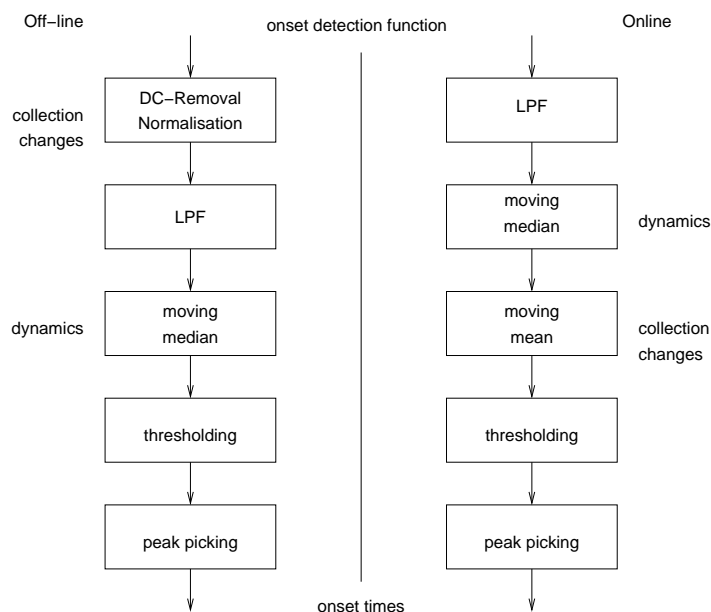 Off−line
onset detection function
Online
DC−Removal
Normalisation
collection
changes
LPF
LPF
moving
median
dynamics
dynamics
moving
median
moving
mean
collection
changes
thresholding
thresholding
peak picking
peak picking
onset times